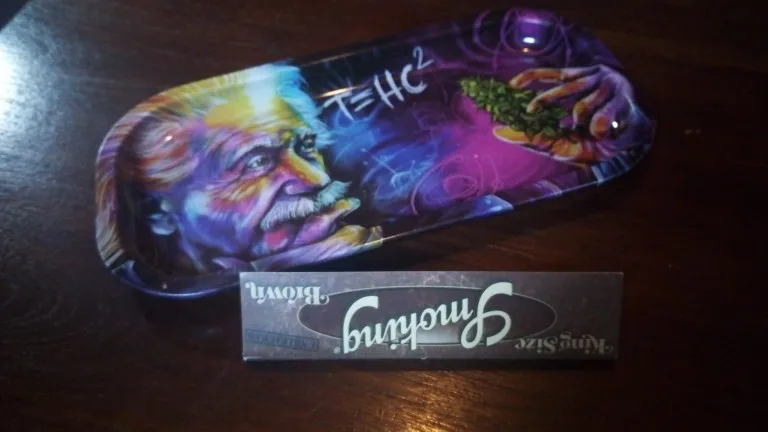 T≡HC²
King Size
Smoking®
Brown